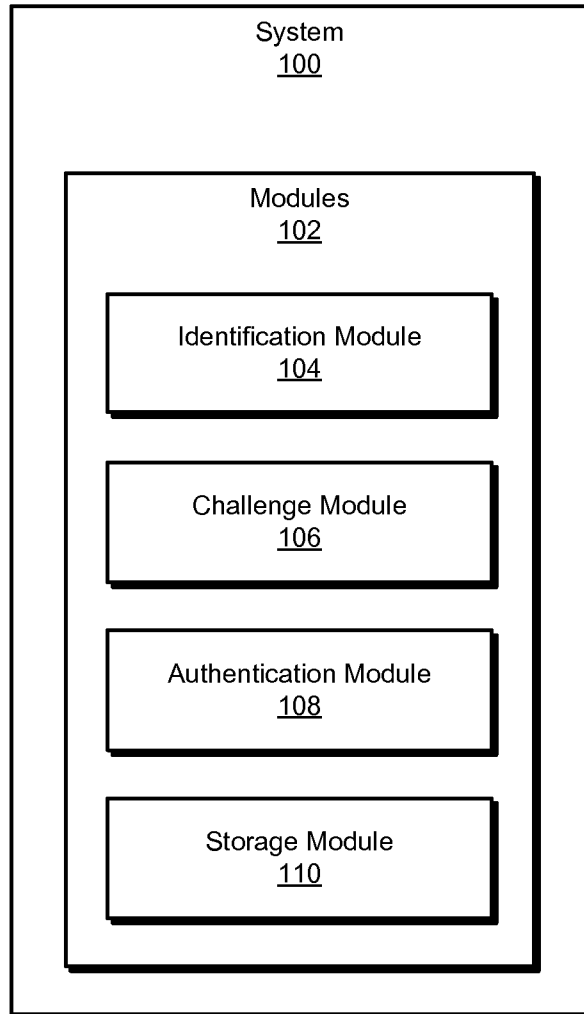 System
100
Modules
102
Identification Module
104
Challenge Module
106
Authentication Module
108
Storage Module
110